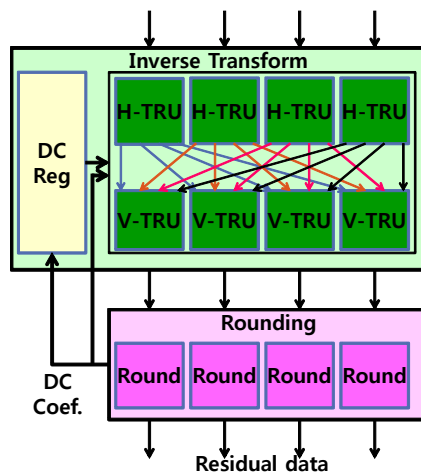 Inverse Transform
DC
Reg
H-TRU H-TRU H-TRU H-TRU
V-TRU V-TRU V-TRU V-TRU
Rounding
Round Round Round Round
DC
Coef.
Residual data